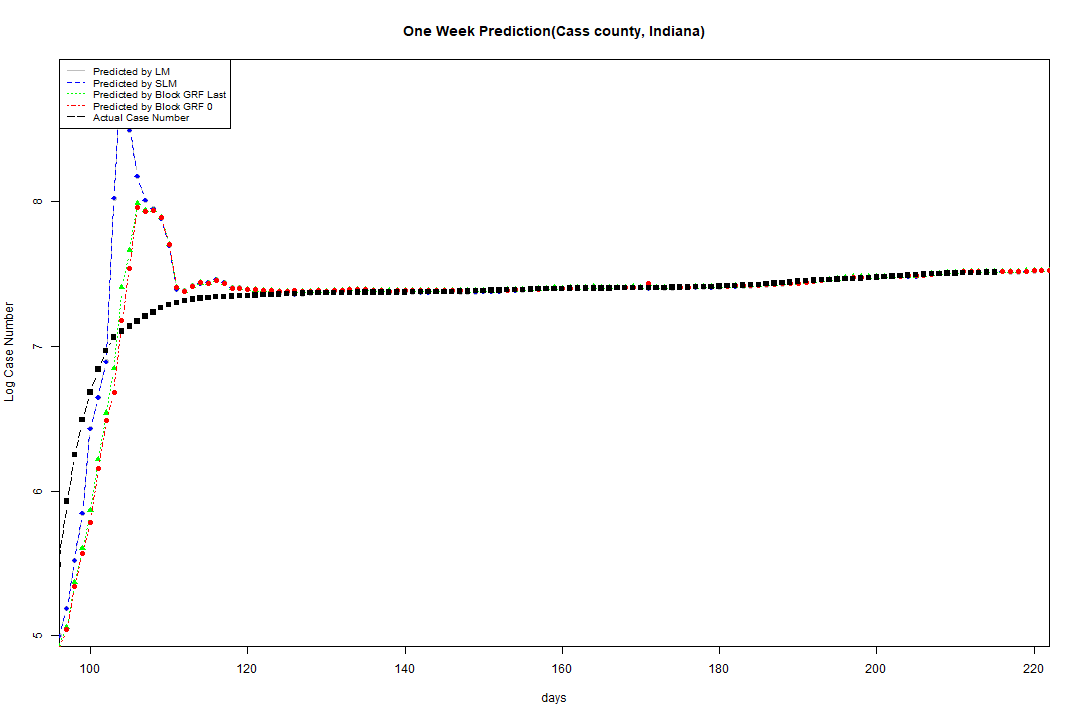 One Week Prediction(Cass county, Indiana)
Predicted by LM
Predicted by SLM
Predicted by Block GRF Last
Predicted by Block GRF 0
Actual Case Number
8
7
6
5
Log Case Number
100 120 140 160 180 200 220
days